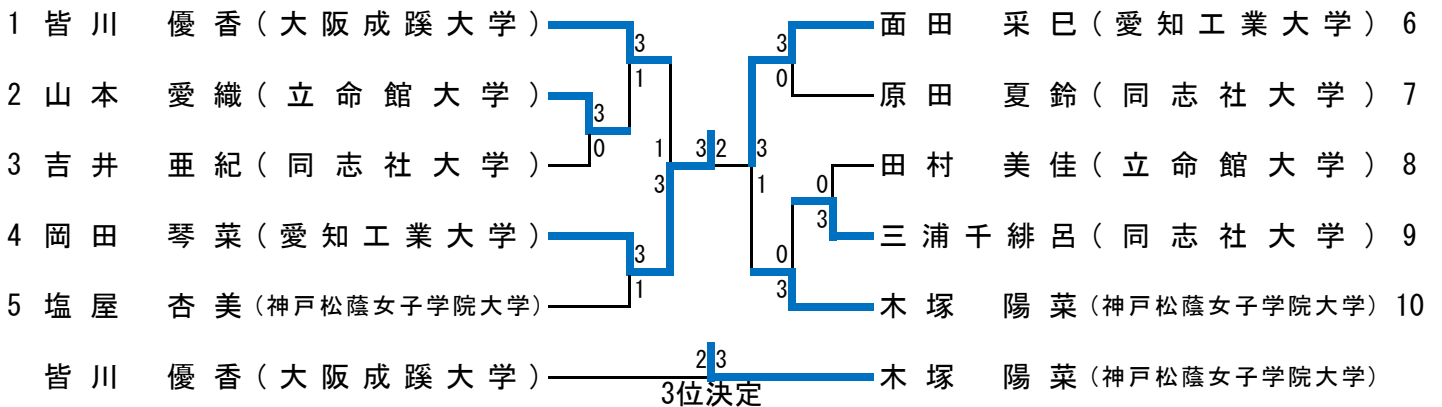 1 皆川 優香(大阪成蹊大学) 面田 采巳(愛知工業大学) 6
3 3
1 0
2 山本 愛織(立命館大学) 原田 夏鈴(同志社大学) 7
3
0 1 3 2 3
3 吉井 亜紀(同志社大学) 田村 美佳(立命館大学) 8
3 1 0
3
4 岡田 琴菜(愛知工業大学) 三浦千緋呂(同志社大学) 9
3 0
1 3
5 塩屋 杏美(神戸松蔭女子学院大学) 木塚 陽菜(神戸松蔭女子学院大学) 10
2 3
皆川 優香(大阪成蹊大学) 木塚 陽菜(神戸松蔭女子学院大学)
3位決定